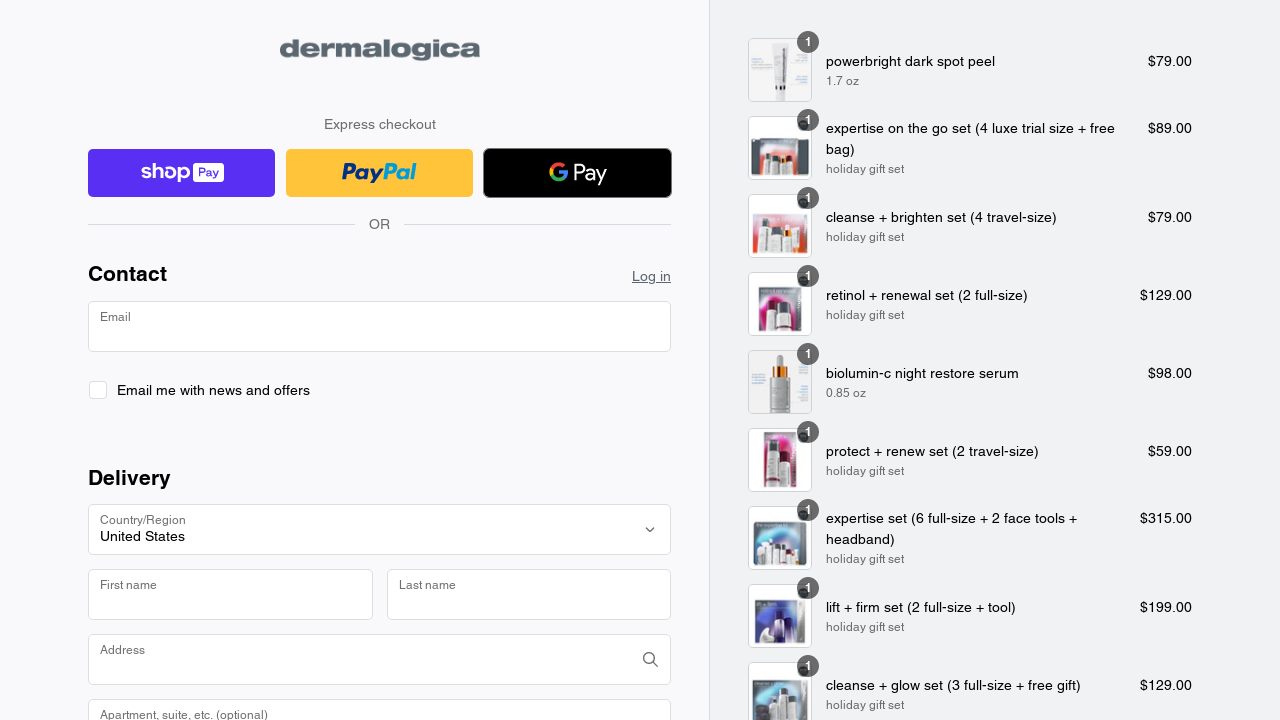 dermalogica
Express checkout
shop Pay
PayPal
G Pay
OR
Contact
Log in
Email
Email me with news and offers
Delivery
Country/Region
United States
First name
Last name
Address
Apartment, suite, etc. (optional)
1
powerbright dark spot peel
$79.00
1.7 oz
1
expertise on the go set (4 luxe trial size + free
bag)
$89.00
holiday gift set
1
cleanse + brighten set (4 travel-size)
$79.00
holiday gift set
1
retinol + renewal set (2 full-size)
$129.00
holiday gift set
1
biolumin-c night restore serum
$98.00
0.85 oz
1
protect + renew set (2 travel-size)
$59.00
holiday gift set
1
expertise set (6 full-size + 2 face tools +
headband)
$315.00
holiday gift set
1
lift + firm set (2 full-size + tool)
$199.00
holiday gift set
1
cleanse + glow set (3 full-size + free gift)
$129.00
holiday gift set